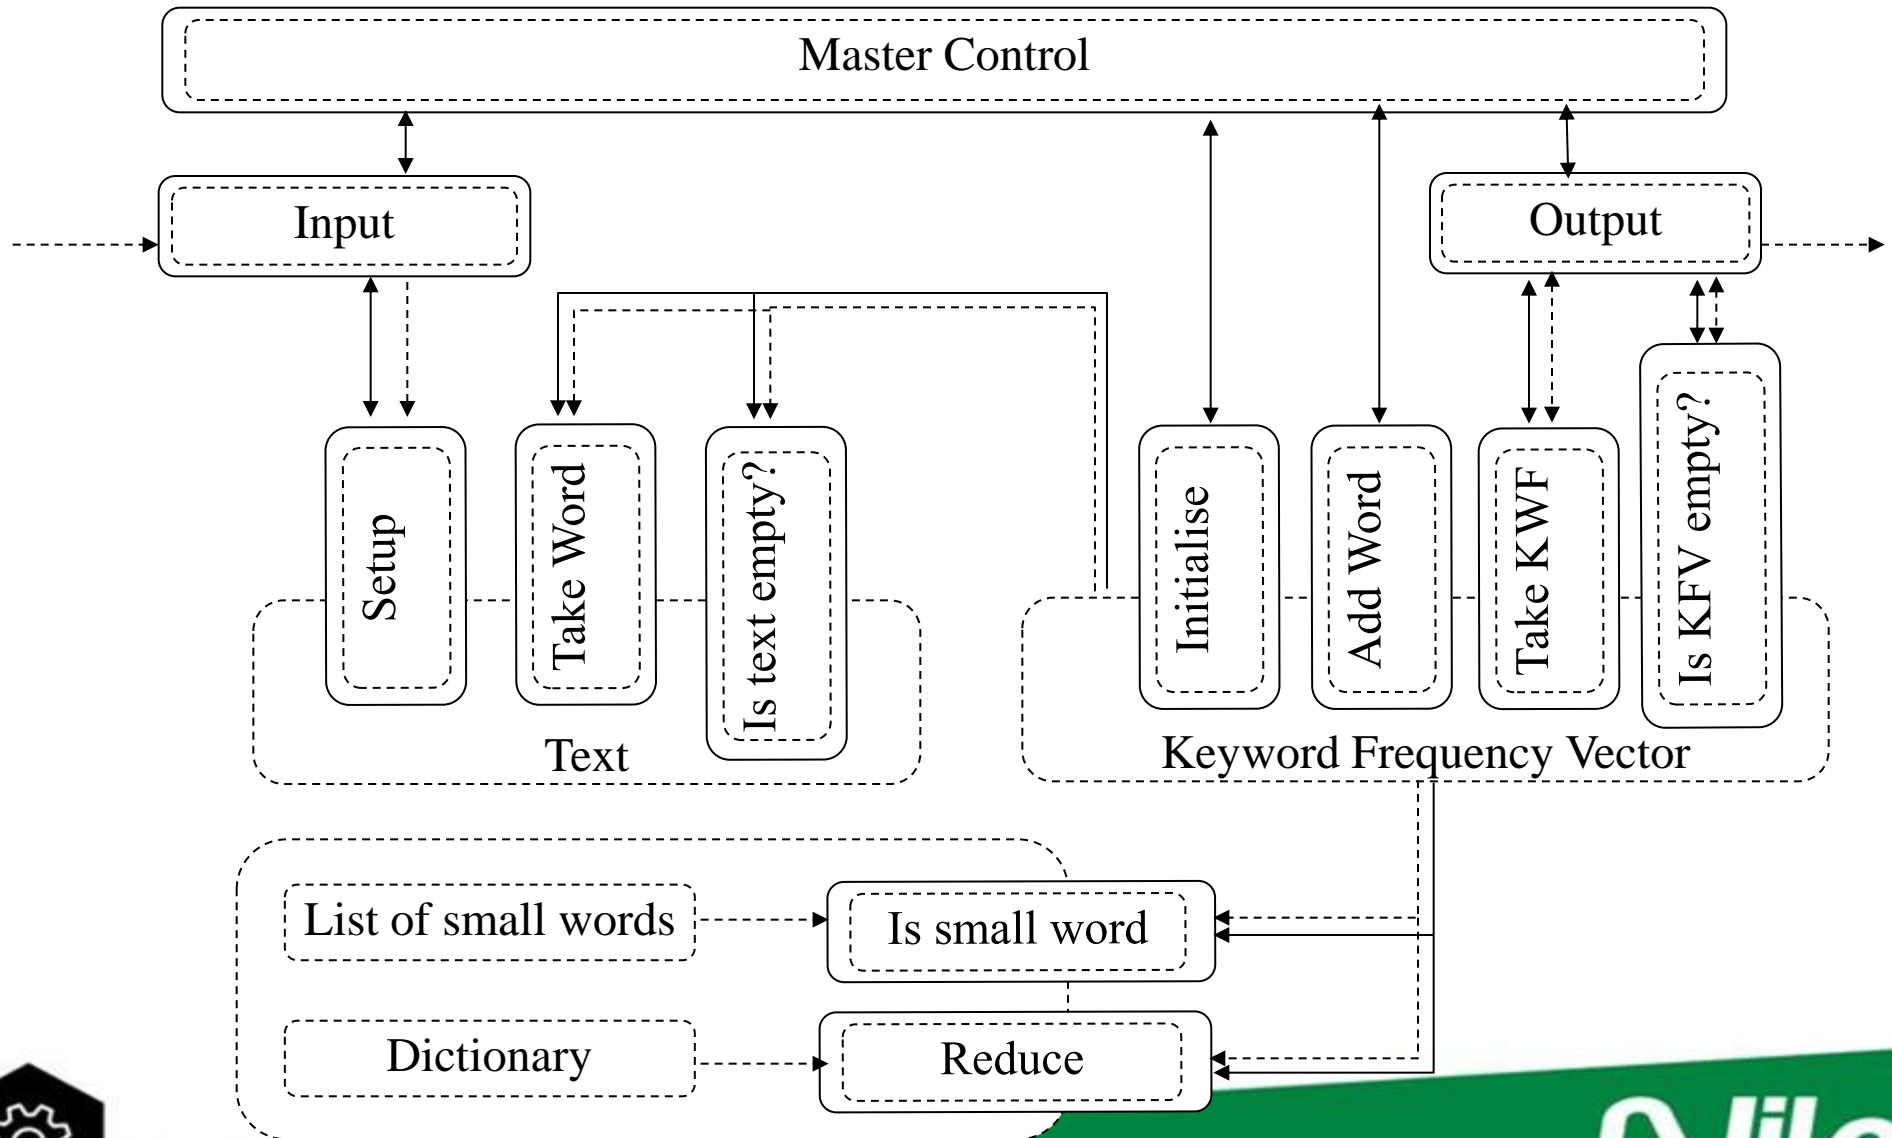 Master Control
Input
Output
Setup
Take Word
Is text empty?
Initialise
Add Word
Take KWF
Is KFV empty?
Text
Keyword Frequency Vector
List of small words
Is small word
Dictionary
Reduce